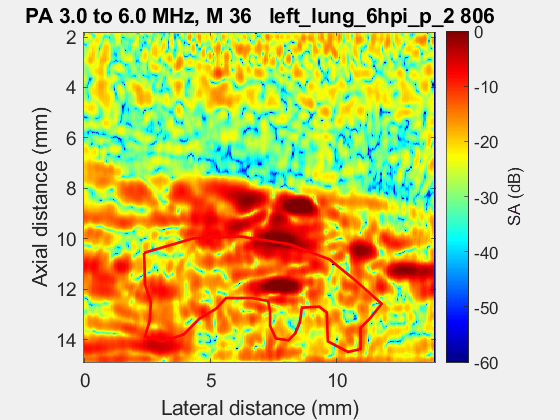 PA 3.0 to 6.0 MHz, M 36 left_lung_6hpi_p_2 806
2
4
6
8
10
12
14
Axial distance (mm)
0 5 10
Lateral distance (mm)
0
-10
-20
-30
-40
-50
-60
SA (dB)